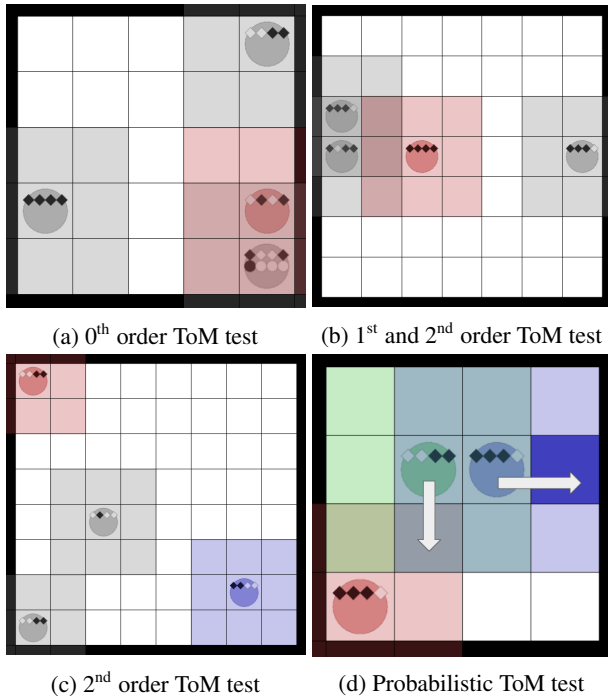 (a) 0th order ToM test
(b) 1st and 2nd order ToM test
(c) 2nd order ToM test
(d) Probabilistic ToM test